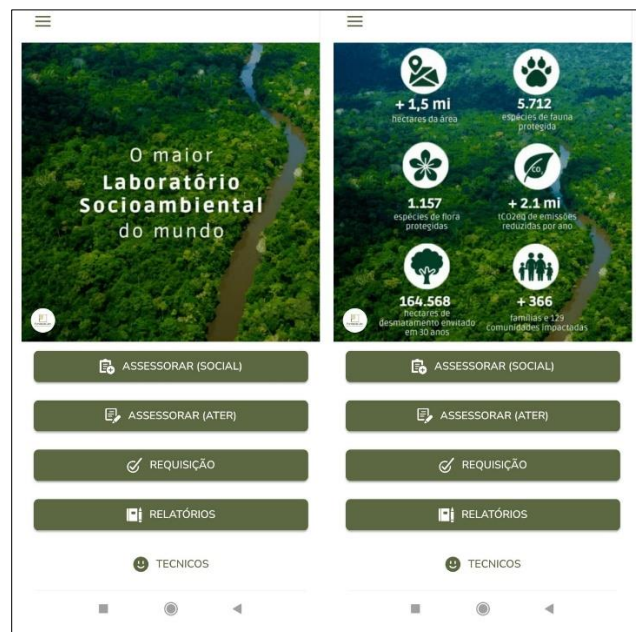 O maior
Laboratório
Socioambiental
do mundo
ASSESSORAR (SOCIAL)
ASSESSORAR (ATER)
REQUISIÇÃO
RELATÓRIOS
TECNICOS
+ 1,5 mi
hectares da área
5.712
espécies de fauna
protegida
1.157
espécies de flora
protegidas
CO₂
+ 2.1 mi
tCO2eq de emissões
reduzidas por ano
164.568
hectares de
desmatamento envitado
em 30 anos
+ 366
famílias e 129
comunidades impactadas
ASSESSORAR (SOCIAL)
ASSESSORAR (ATER)
REQUISIÇÃO
RELATÓRIOS
TECNICOS